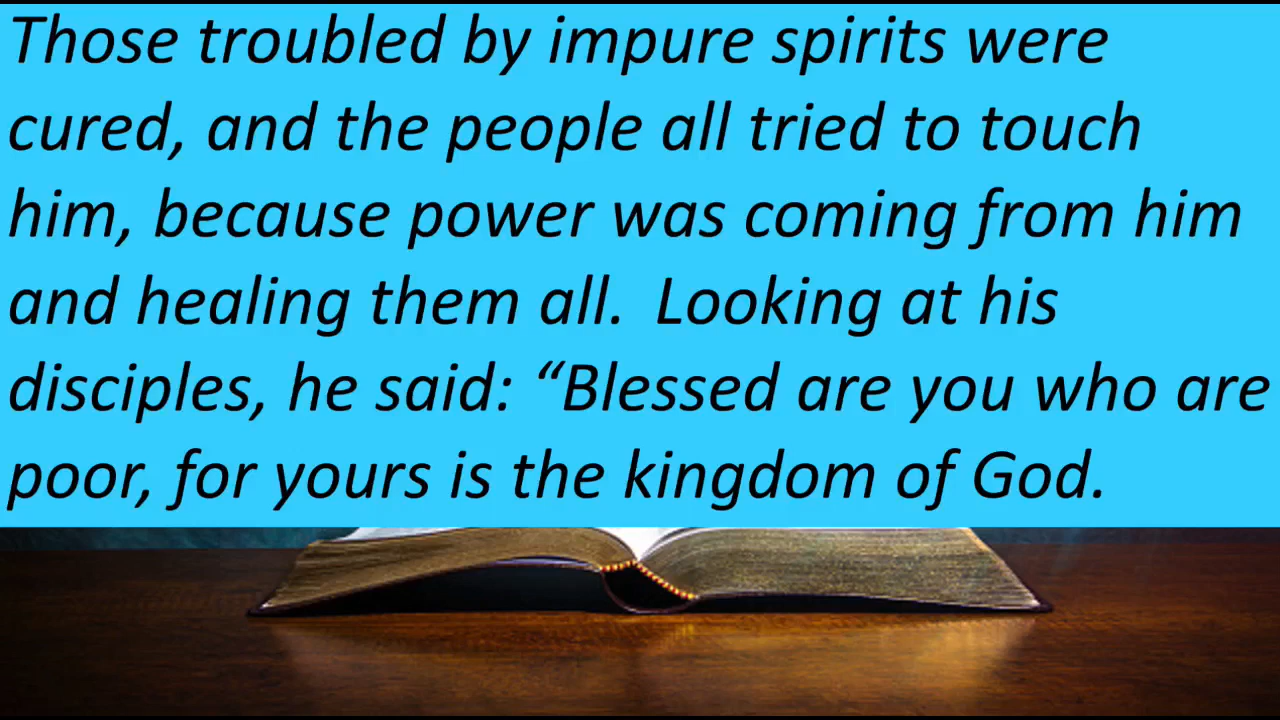 Those troubled by impure spirits were
cured, and the people all tried to touch
him, because power was coming from him
and healing them all.  Looking at his
disciples, he said: “Blessed are you who are
poor, for yours is the kingdom of God.